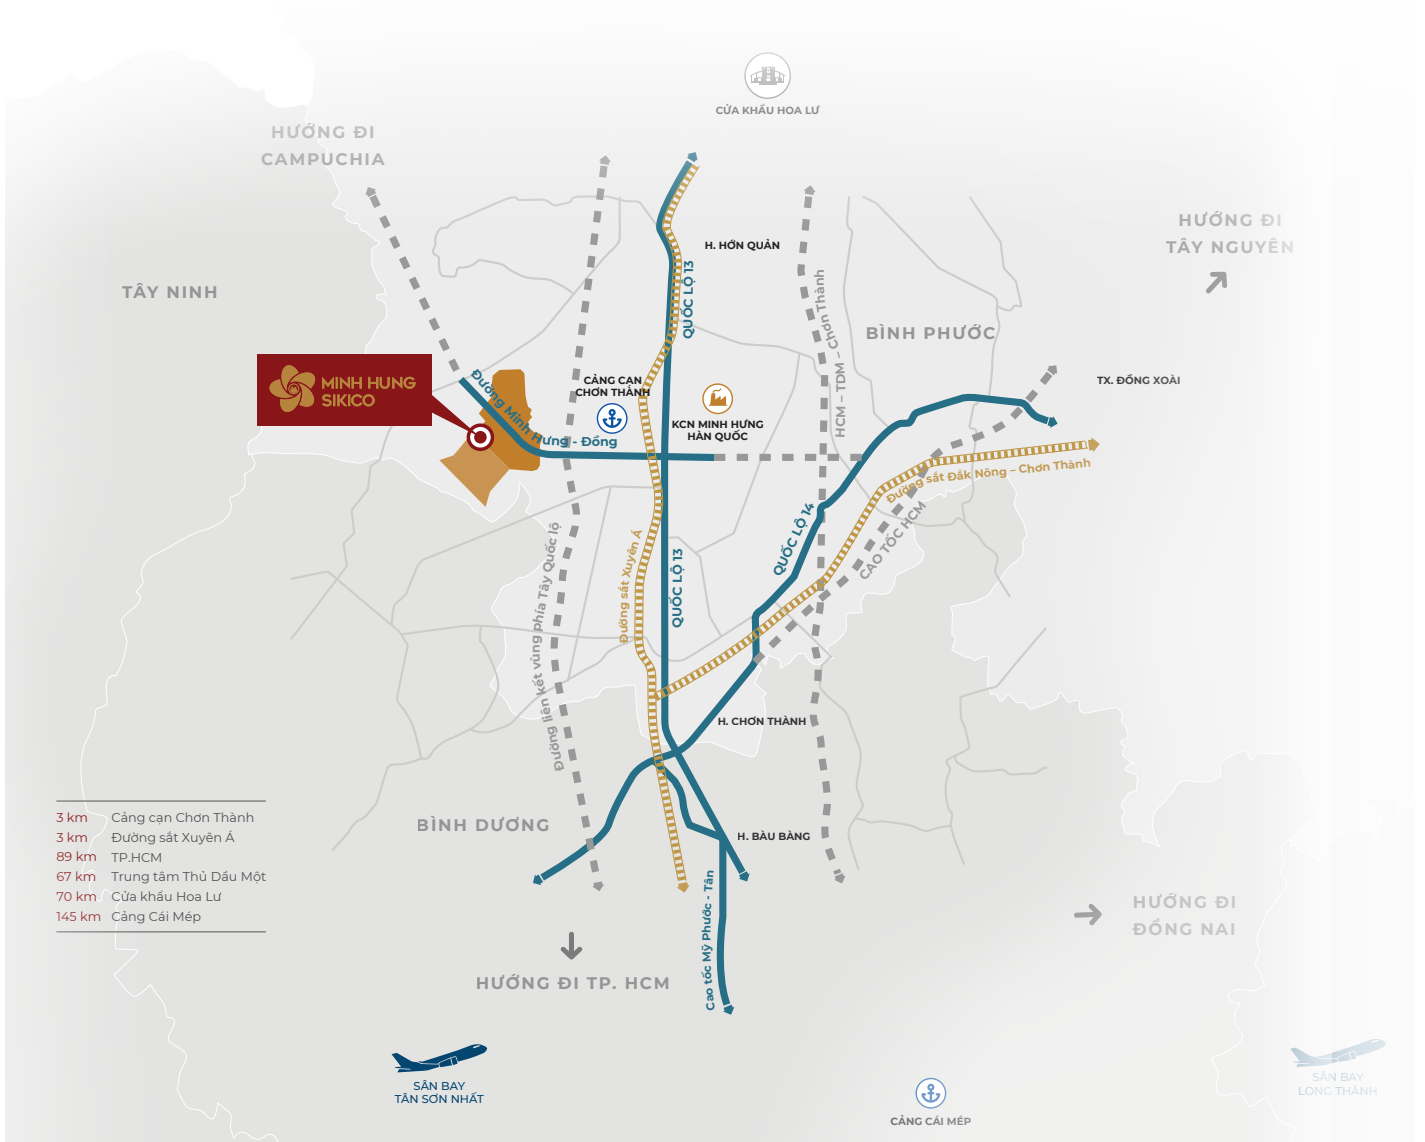 CỬA KHẨU HOA LƯ
HƯỚNG ĐI
CAMPUCHIA
HƯỚNG ĐI
TÂY NGUYÊN
H. HỚN QUẢN
TÂY NINH
QUỐC LỘ 13
HCM – TDM – Chơn Thành
BÌNH PHƯỚC
MINH HUNG
SIKICO
Đường Minh Hưng - Đồng
CẢNG CẠN
CHƠN THÀNH
KCN MINH HƯNG
HÀN QUỐC
TX. ĐỒNG XOÀI
Đường sắt Đắk Nông – Chơn Thành
CAO TỐC HCM
QUỐC LỘ 14
Đường liên kết vùng phía Tây Quốc lộ
Đường sắt Xuyên Á
QUỐC LỘ 13
H. CHƠN THÀNH
BÌNH DƯƠNG
H. BÀU BÀNG
3 km Cảng cạn Chơn Thành
3 km Đường sắt Xuyên Á
89 km TP.HCM
67 km Trung tâm Thủ Dầu Một
70 km Cửa khẩu Hoa Lư
145 km Cảng Cái Mép
Cao tốc Mỹ Phước - Tân
HƯỚNG ĐI
ĐỒNG NAI
HƯỚNG ĐI TP. HCM
SÂN BAY
TÂN SƠN NHẤT
SÂN BAY
LONG THÀNH
CẢNG CÁI MÉP